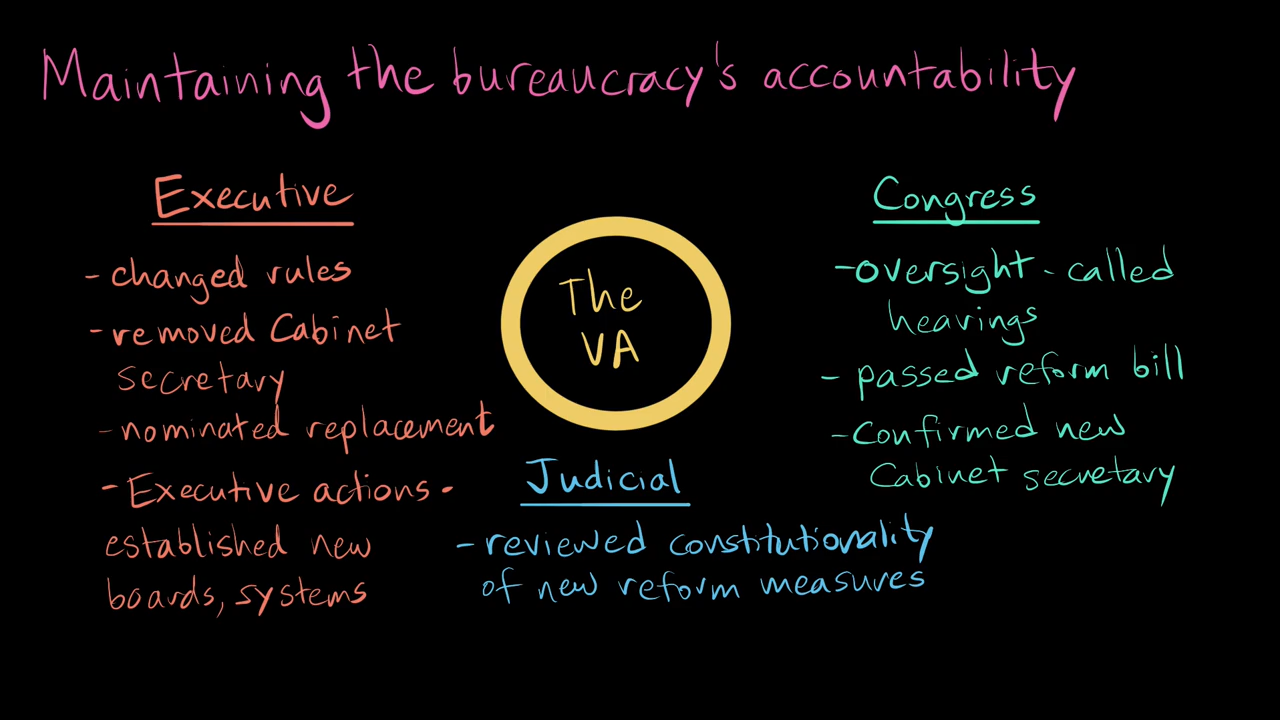 Maintaining the bureaucracy's accountability
Executive
- changed rules
- removed Cabinet
secretary
- nominated replacement
- Executive actions -
established new
boards, systems
The
VA
Judicial
- reviewed constitutionality
of new reform measures
Congress
- oversight - called
hearings
- passed reform bill
- confirmed new
Cabinet secretary